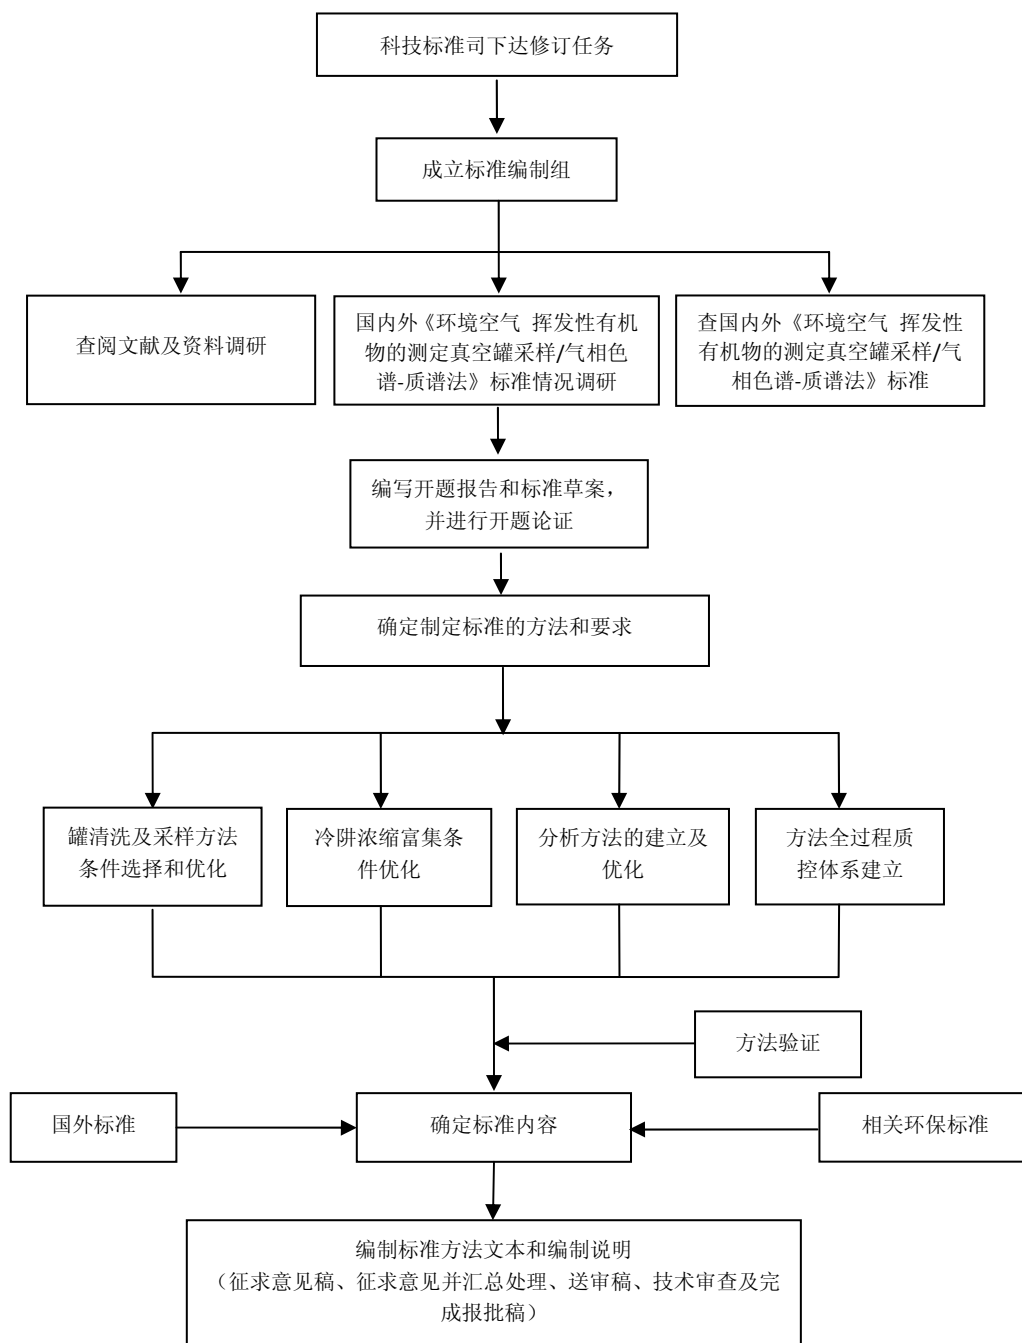 科技标准司下达修订任务
成立标准编制组
查阅文献及资料调研
国内外《环境空气 挥发性有机
物的测定真空罐采样/气相色
谱-质谱法》标准情况调研
查国内外《环境空气 挥发性
有机物的测定真空罐采样/气
相色谱-质谱法》标准
编写开题报告和标准草案，
并进行开题论证
确定制定标准的方法和要求
罐清洗及采样方法
条件选择和优化
冷阱浓缩富集条
件优化
分析方法的建立及
优化
方法全过程质
控体系建立
方法验证
国外标准
确定标准内容
相关环保标准
编制标准方法文本和编制说明
（征求意见稿、征求意见并汇总处理、送审稿、技术审查及完
成报批稿）